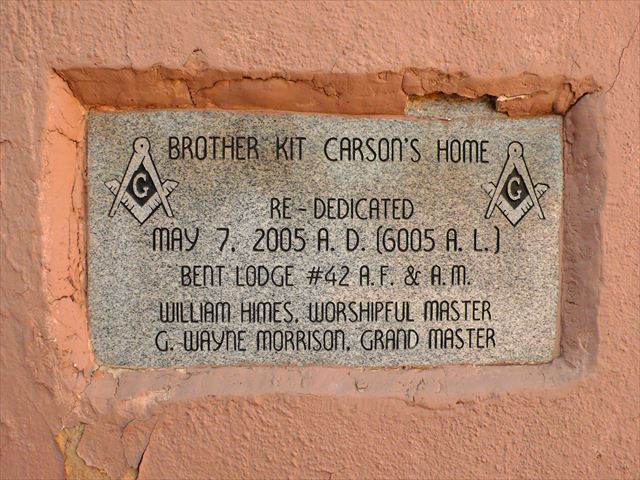 BROTHER KIT CARSON'S HOME
G G
RE-DEDICATED
MAY 7, 2005 A.D. (6005 A.L.)
BENT LODGE #42 A.F. & A.M.
WILLIAM HIMES, WORSHIPFUL MASTER
G. WAYNE MORRISON, GRAND MASTER